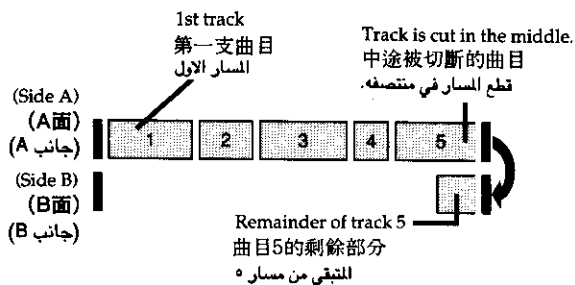 1st track
第一支曲目
المسار الاول
Track is cut in the middle.
中途被切斷的曲目
قطع المسار في منتصفه.
(Side A)
(A面)
(جانب A)
1 2 3 4 5
(Side B)
(B面)
(جانب B)
Remainder of track 5
曲目5的剩餘部分
المتبقي من مسار ٥